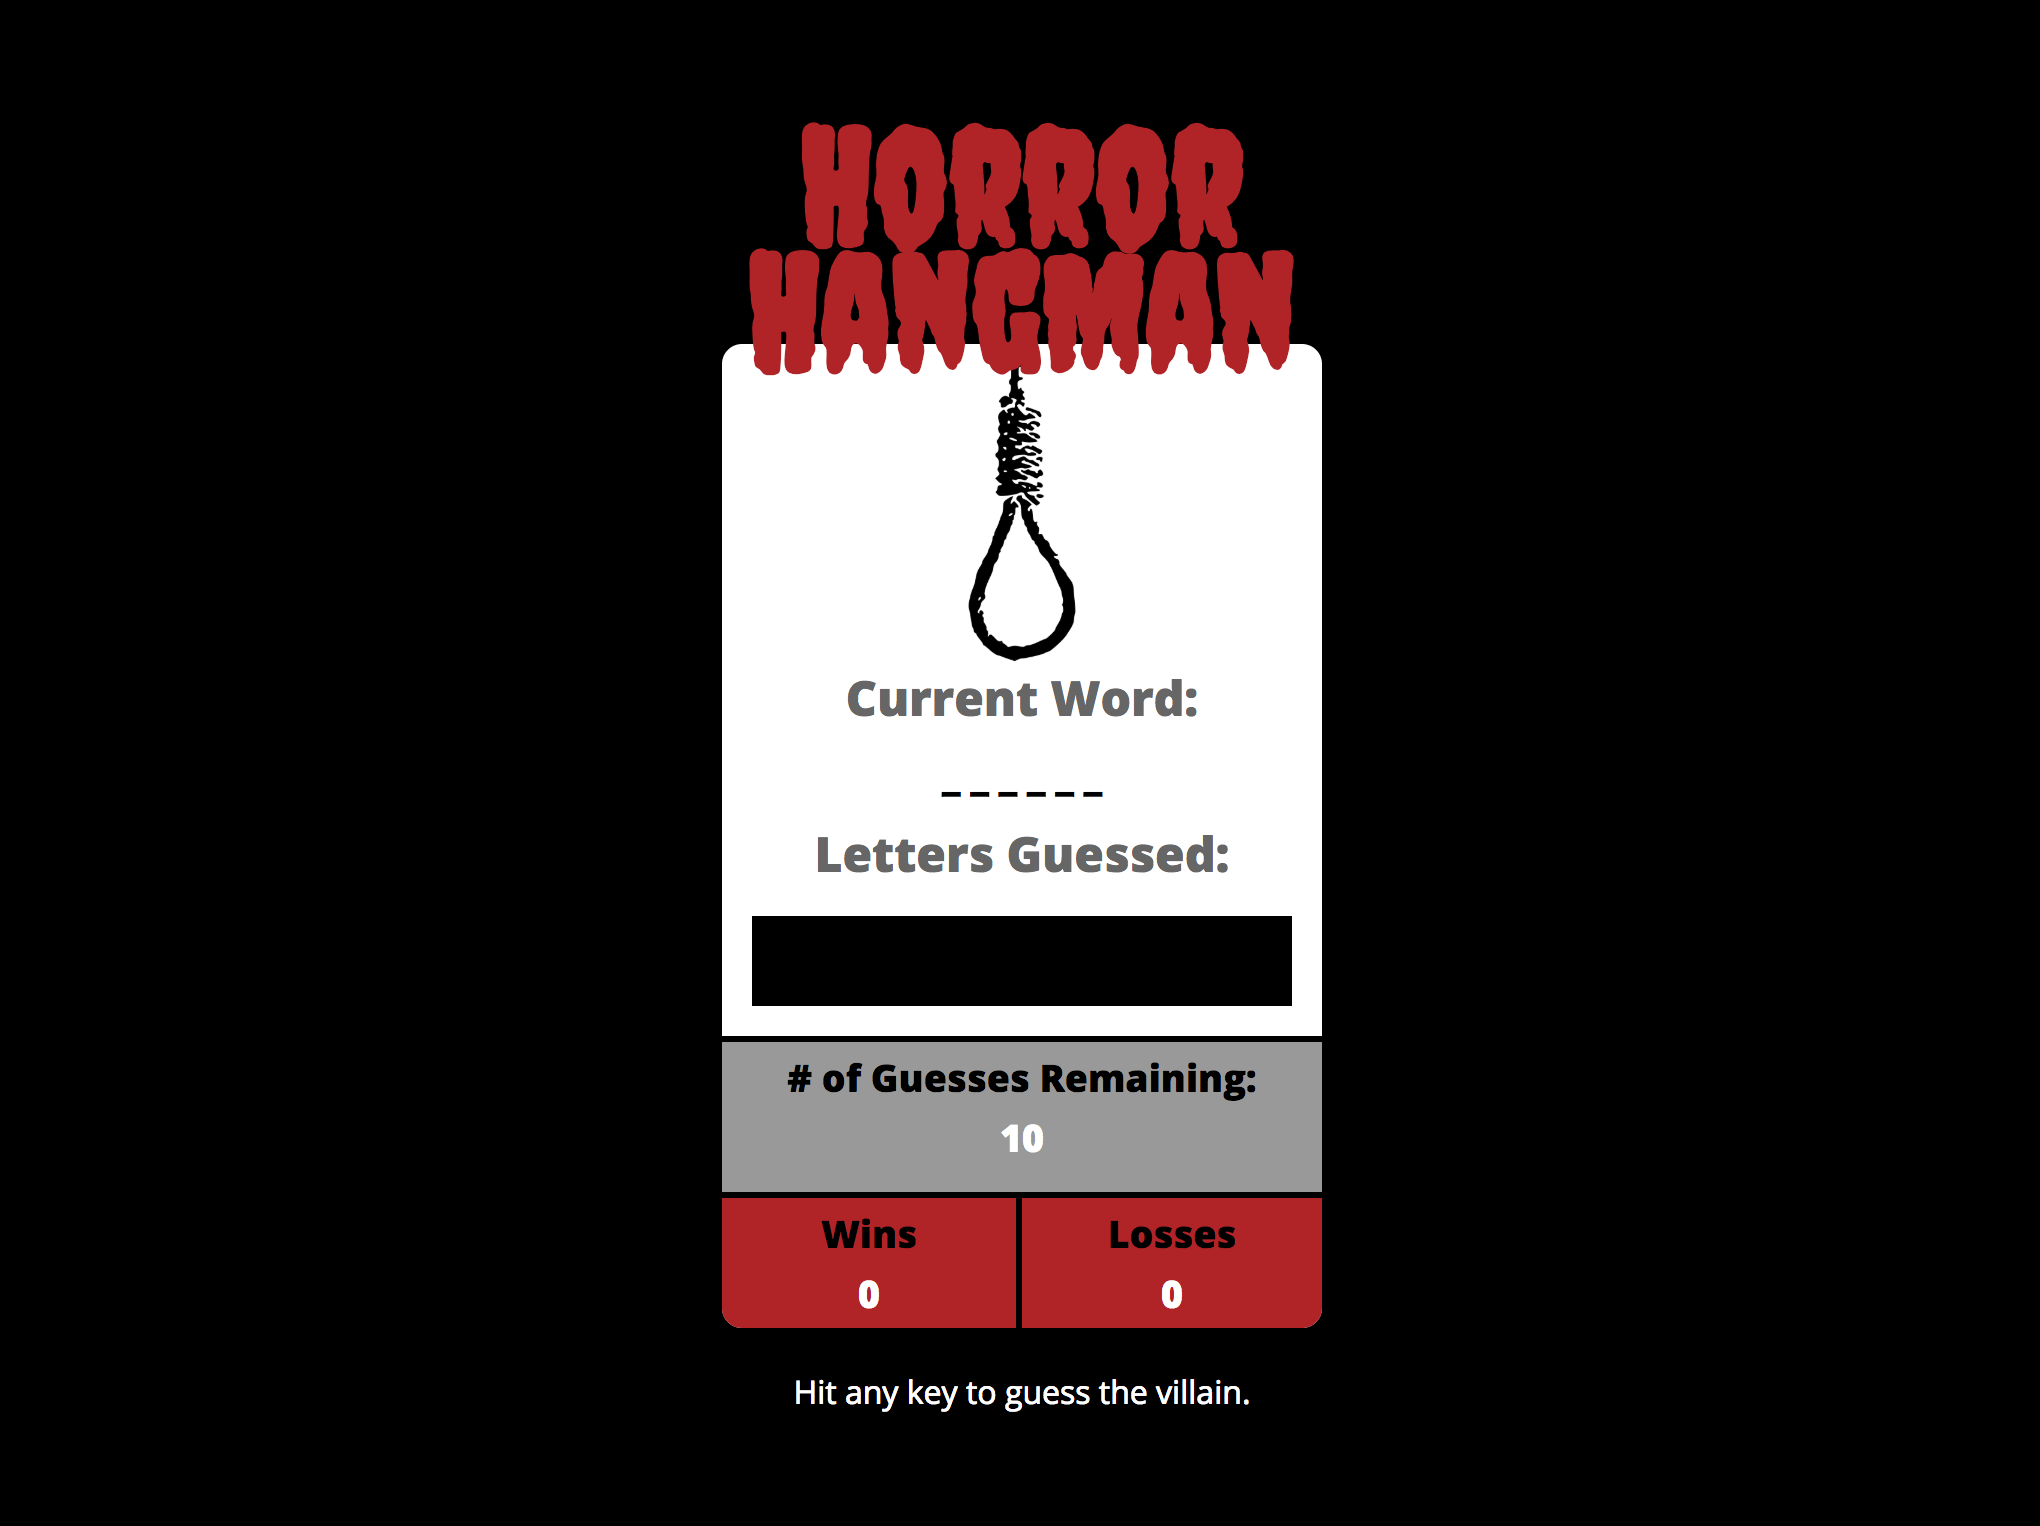 HORROR
HANGMAN
Current Word:
_ _ _ _ _ _
Letters Guessed:
# of Guesses Remaining:
10
Wins
Losses
0
0
Hit any key to guess the villain.